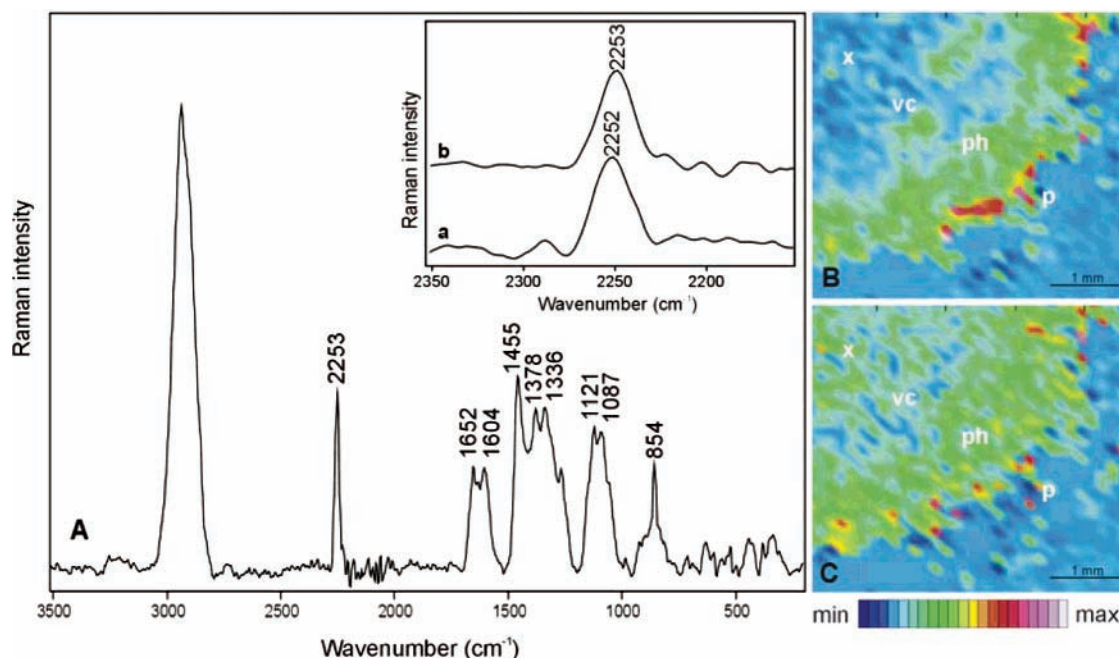 Raman intensity
A
2253
1652
1604
1455
1378
1336
1121
1087
854
3500 3000 2500 2000 1500 1000 500
Wavenumber (cm⁻¹)
Raman intensity
b
a
2253
2252
2350 2300 2250 2200
Wavenumber (cm⁻¹)
x
vc
ph
p
B
1 mm
x
vc
ph
p
C
1 mm
min max